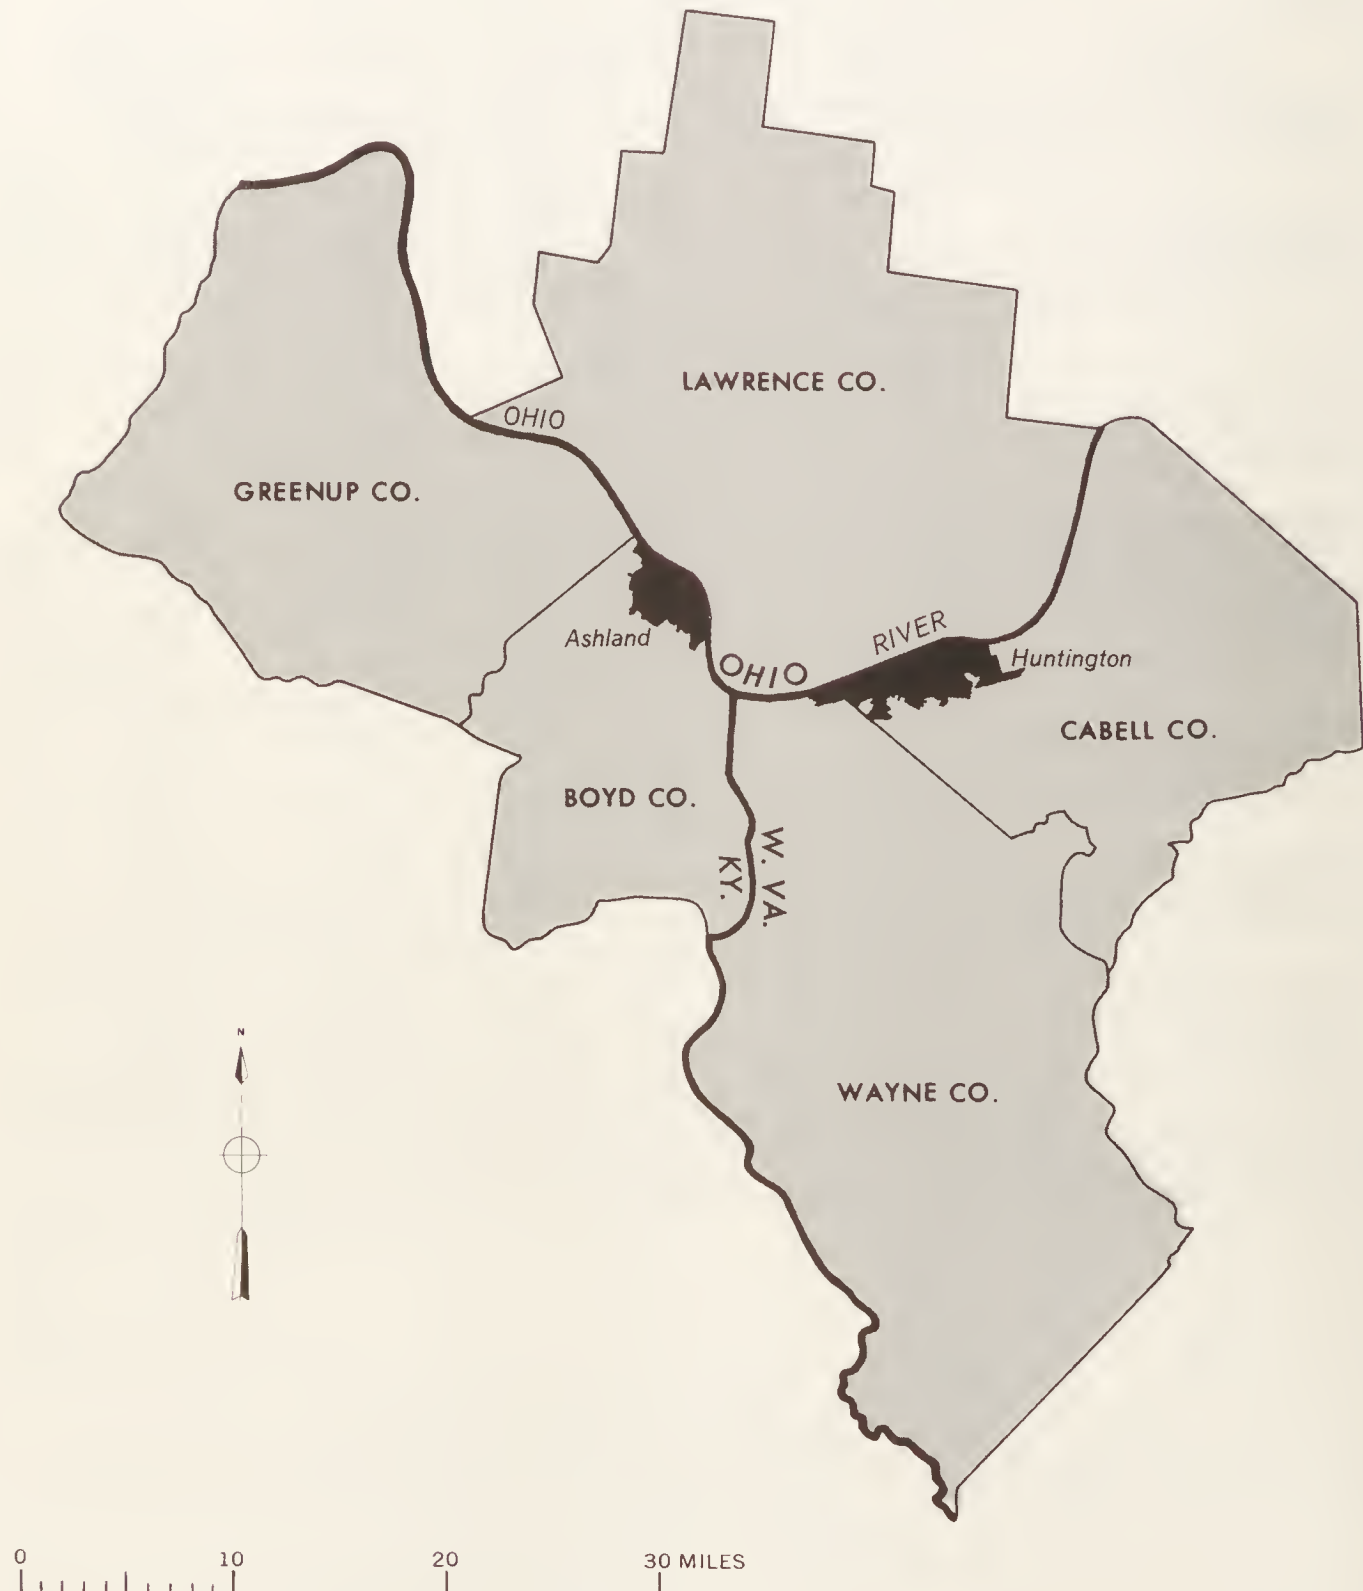 LAWRENCE CO.
OHIO
GREENUP CO.
RIVER
Ashland
OHIO
Huntington
CABELL CO.
BOYD CO.
W. VA.
KY.
N
WAYNE CO.
0 10 20 30 MILES